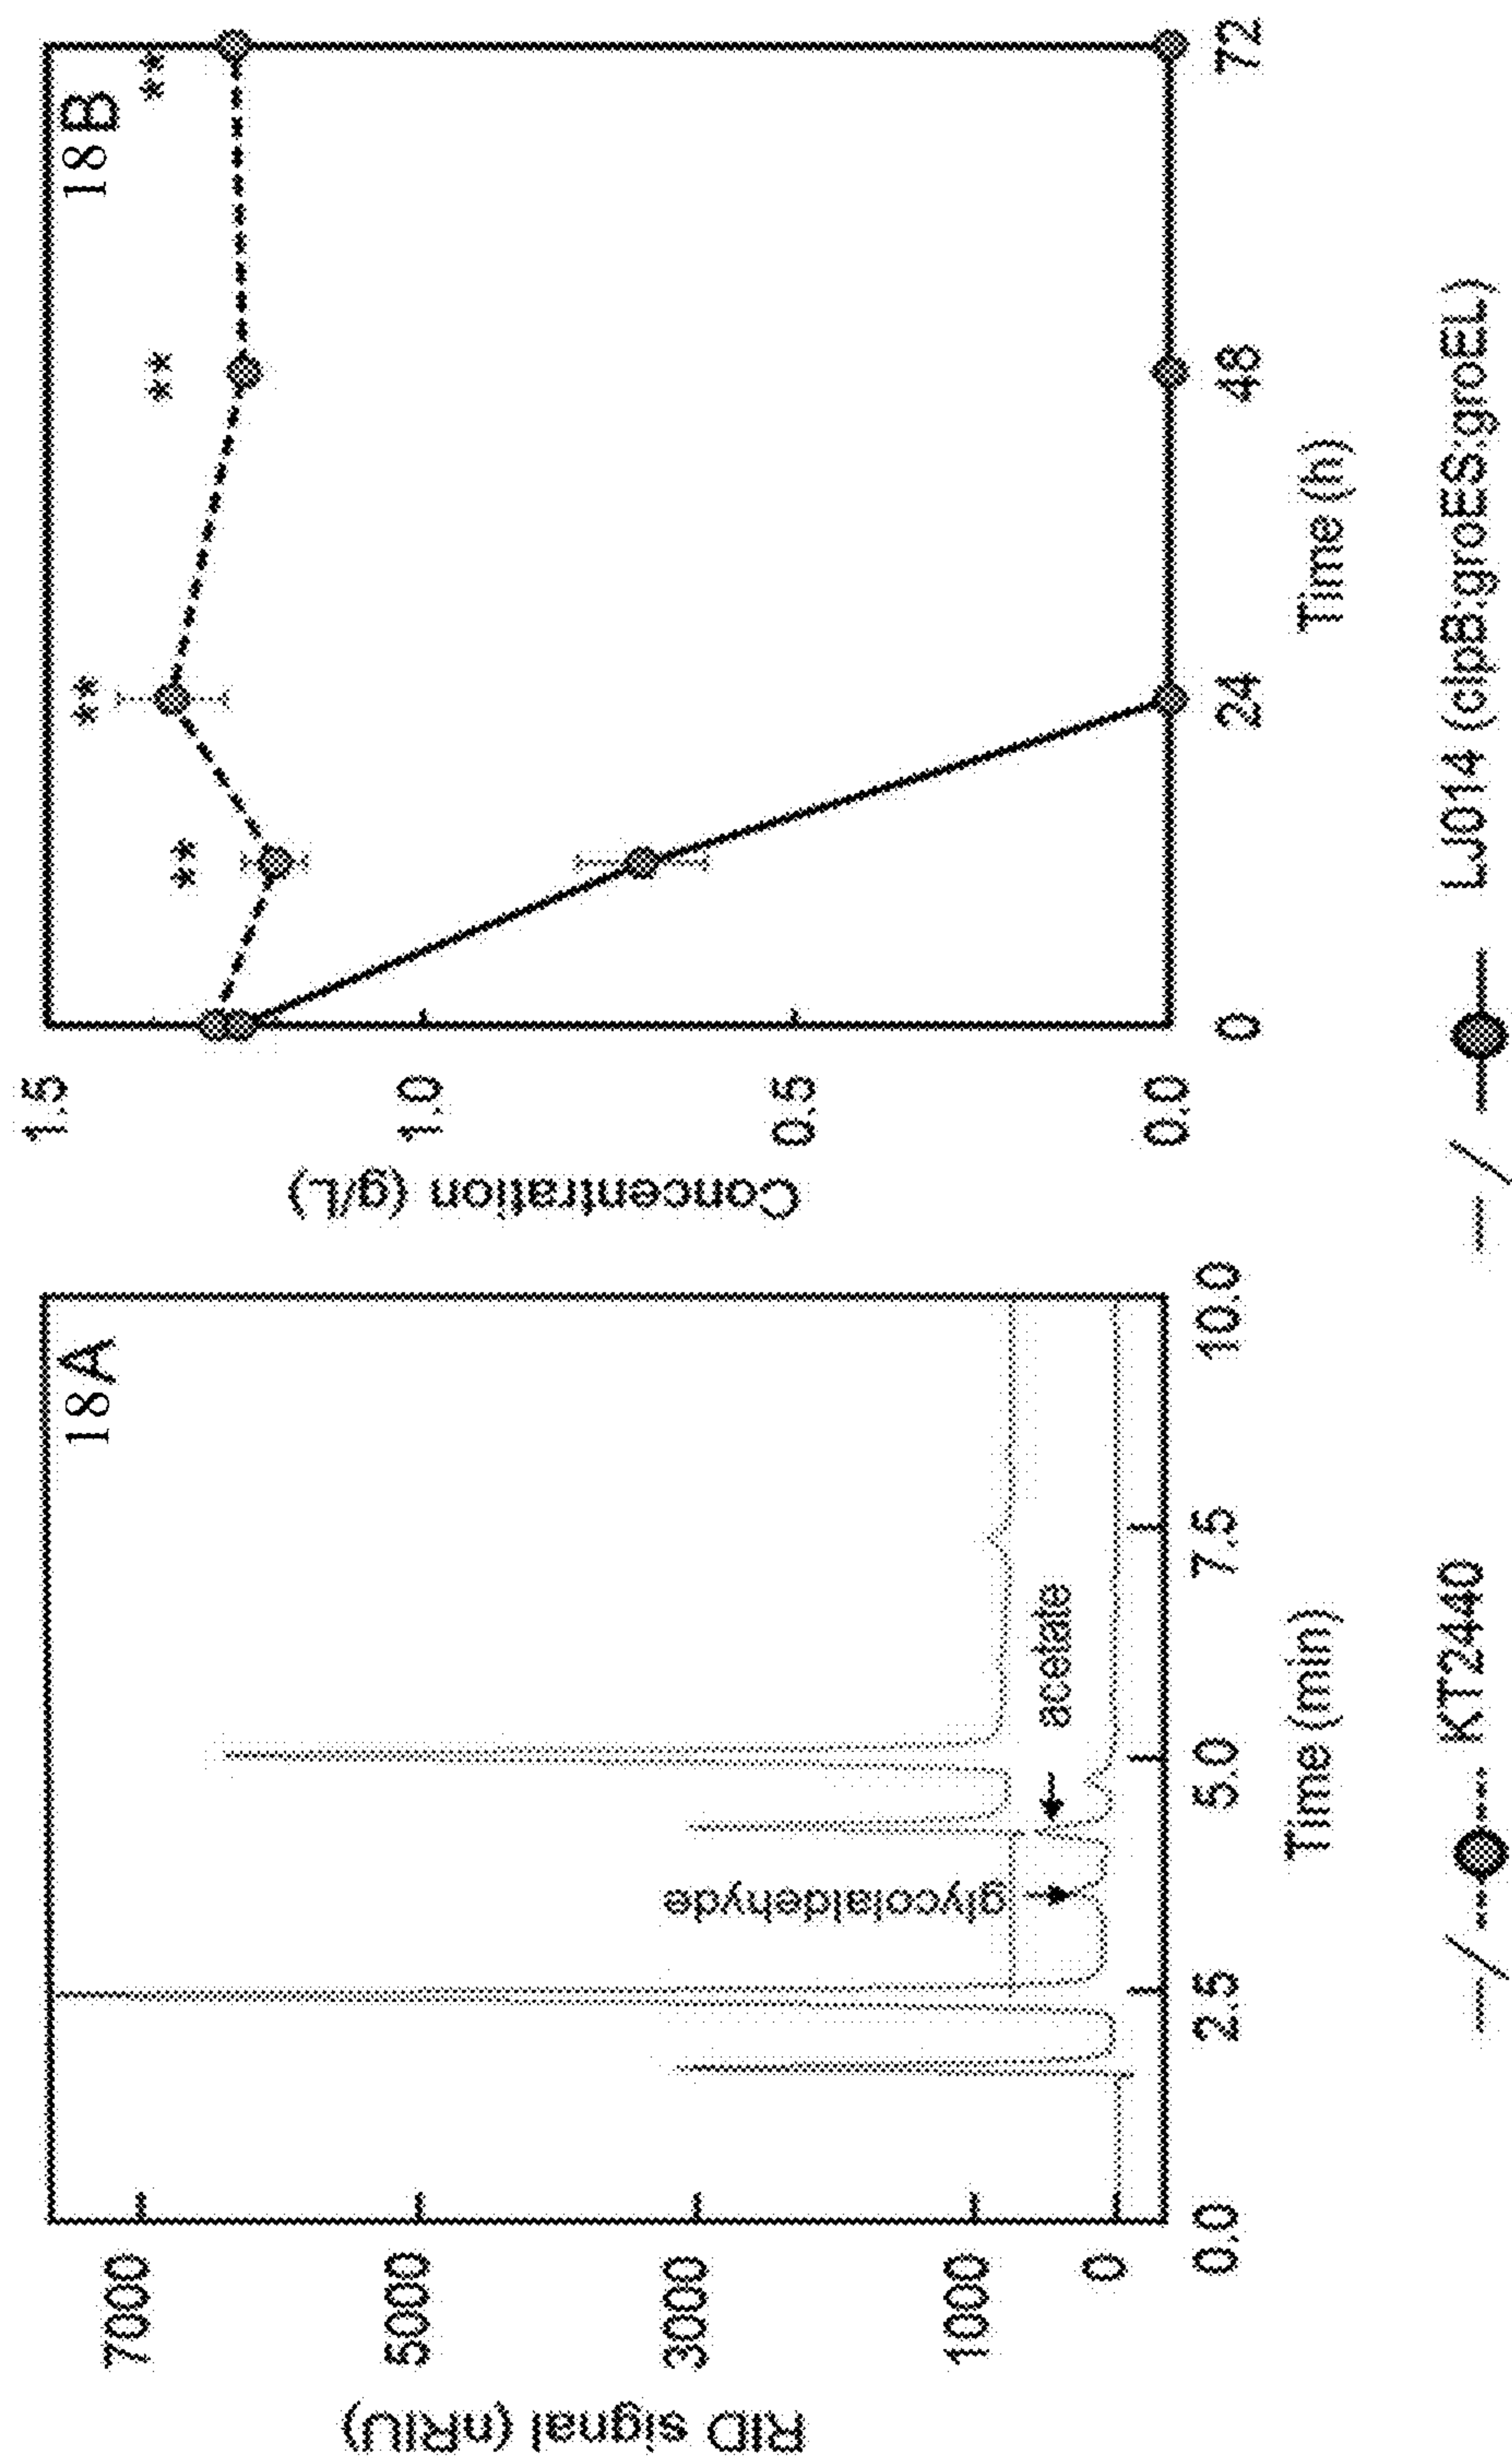 18A
RID signal (nRIU)
7000
5000
3000
1000
0
glycolaldehyde
acetate
0.0
2.5
5.0
7.5
10.0
Time (min)
18B
Concentration (g/L)
1.5
1.0
0.5
0.0
**
**
**
**
0
24
48
72
Time (h)
KT2440
LJ014 (clpB:groES:groEL)